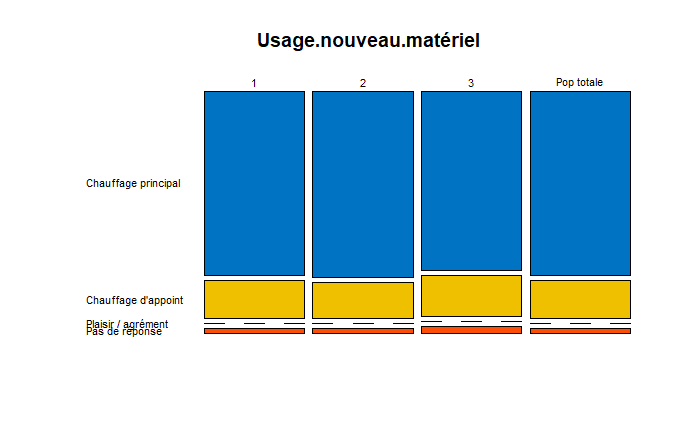 Usage.nouveau.matériel
1 2 3 Pop totale
Chauffage principal
Chauffage d'appoint
Plaisir / agrément
Pas de réponse